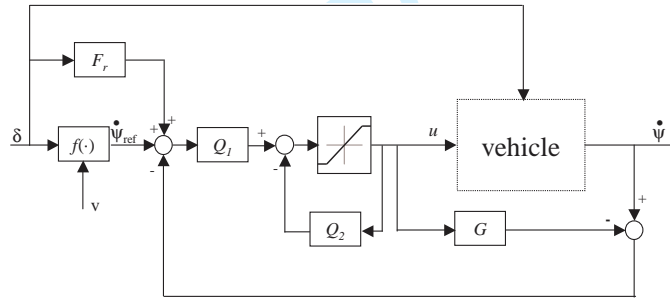 F_r
δ
f(·)
ψ̇_ref
+
+
-
Q_1
+
-
u
vehicle
ψ̇
v
Q_2
G
-
+